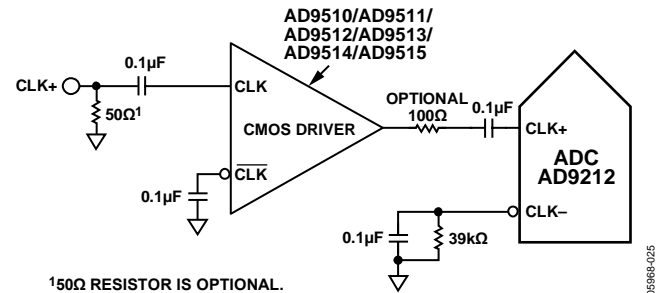 AD9510/AD9511/
AD9512/AD9513/
AD9514/AD9515
CLK+
0.1µF
50Ω¹
CLK
CMOS DRIVER
C̅L̅K̅
0.1µF
OPTIONAL
100Ω
0.1µF
CLK+
ADC
AD9212
CLK–
0.1µF
39kΩ
¹50Ω RESISTOR IS OPTIONAL.
05968-025